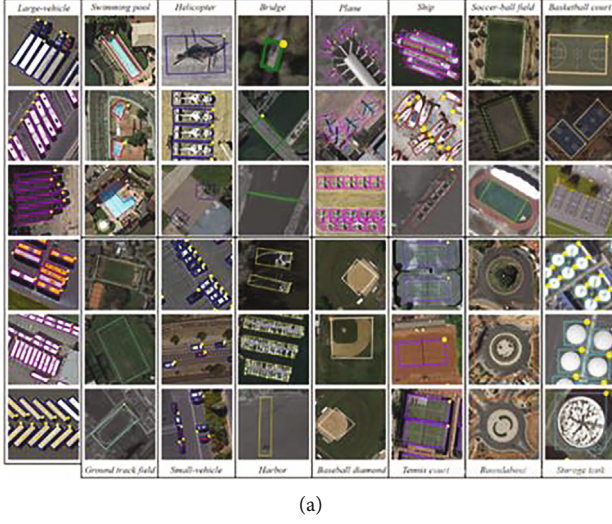 Large-vehicle Swimming pool Helicopter Bridge Plane Ship Soccer-ball field Basketball court
Ground track field Small-vehicle Harbor Baseball diamond Tennis court Roundabout Storage tank
(a)